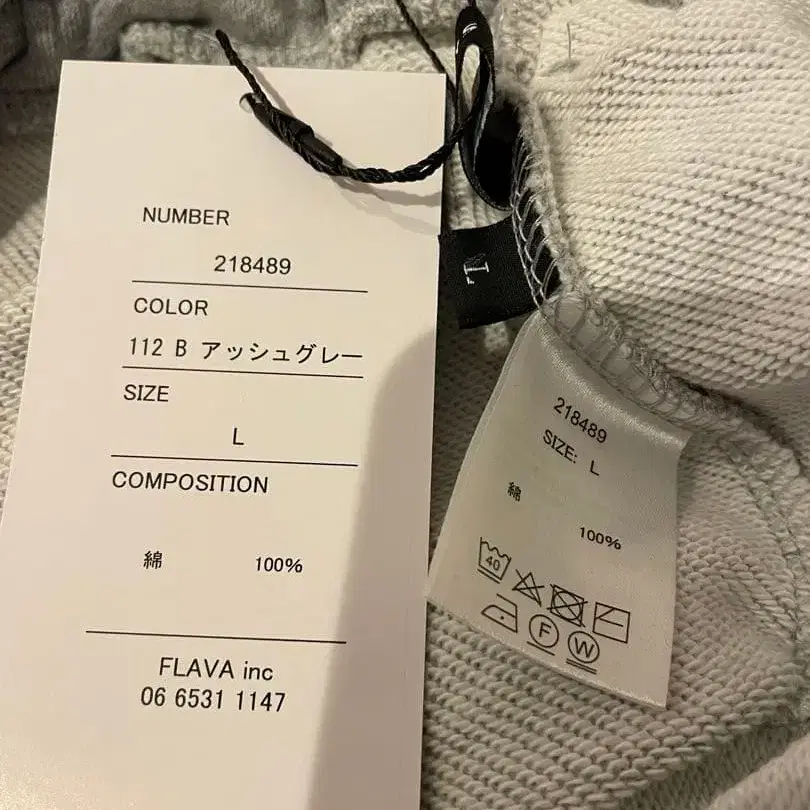 NUMBER
218489
COLOR
112 B アッシュグレー
SIZE
L
COMPOSITION
綿 100%
FLAVA inc
06 6531 1147
L
218489
SIZE: L
綿
100%
40
F W